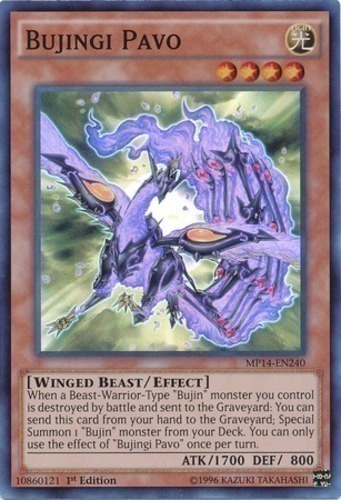 BUJINGI PAVO
光
MP14-EN240
[WINGED BEAST/EFFECT]
When a Beast-Warrior-Type "Bujin" monster you control
is destroyed by battle and sent to the Graveyard: You can
send this card from your hand to the Graveyard; Special
Summon 1 "Bujin" monster from your Deck. You can only
use the effect of "Bujingi Pavo" once per turn.
ATK/1700 DEF/ 800
10860121 1st Edition ©1996 KAZUKI TAKAHASHI